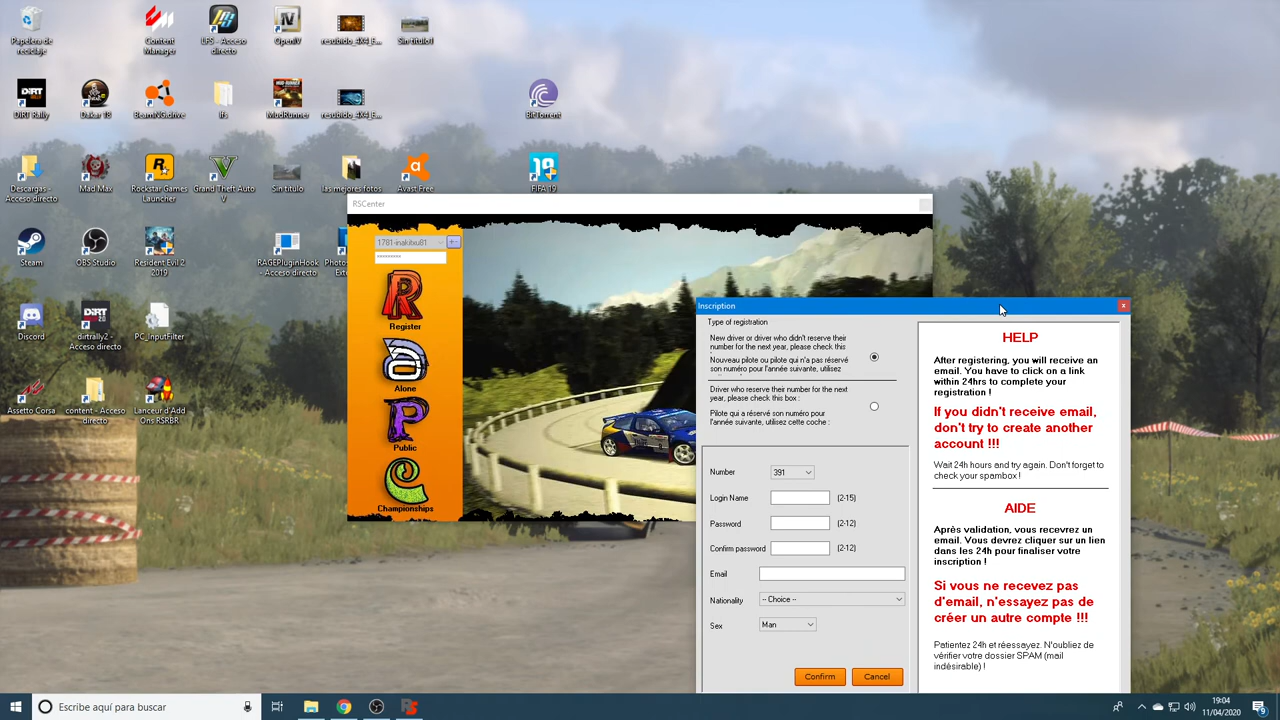 Papelera de
reciclaje
Content
Manager
LFS - Acceso
directo
OpenIV
resubido_4X4_E...
Sin título1
DiRT Rally
Dakar 18
BeamNG.drive
lfs
MudRunner
resubido_4X4_E...
BitTorrent
Descargas -
Acceso directo
Mad Max
Rockstar Games
Launcher
Grand Theft Auto
V
Sin título
las mejores fotos
Avast Free
FIFA 19
Steam
OBS Studio
Resident Evil 2
2019
RAGEPluginHook
- Acceso directo
Discord
dirtrally2 -
Acceso directo
PC_InputFilter
Assetto Corsa
content - Acceso
directo
Lanceur d'Add
Ons RSRBR
RSCenter
1781-inakitxu81
+-
*********
Register
Alone
Public
Championships
Inscription
x
Type of registration
New driver or driver who didn't reserve their
number for the next year, please check this
Nouveau pilote ou pilote qui n'a pas réservé
son numéro pour l'année suivante, utilisez
Driver who reserve their number for the next
year, please check this box :
Pilote qui a réservé son numéro pour
l'année suivante, utilisez cette coche :
Number
391
Login Name
(2-15)
Password
(2-12)
Confirm password
(2-12)
Email
Nationality
-- Choice --
Sex
Man
Confirm
Cancel
HELP
After registering, you will receive an
email. You have to click on a link
within 24hrs to complete your
registration !
If you didn't receive email,
don't try to create another
account !!!
Wait 24h hours and try again. Don't forget to
check your spambox !
AIDE
Après validation, vous recevrez un
email. Vous devrez cliquer sur un lien
dans les 24h pour finaliser votre
inscription !
Si vous ne recevez pas
d'email, n'essayez pas de
créer un autre compte !!!
Patientez 24h et réessayez. N'oubliez de
vérifier votre dossier SPAM (mail
indésirable) !
Escribe aquí para buscar
19:04
11/04/2020